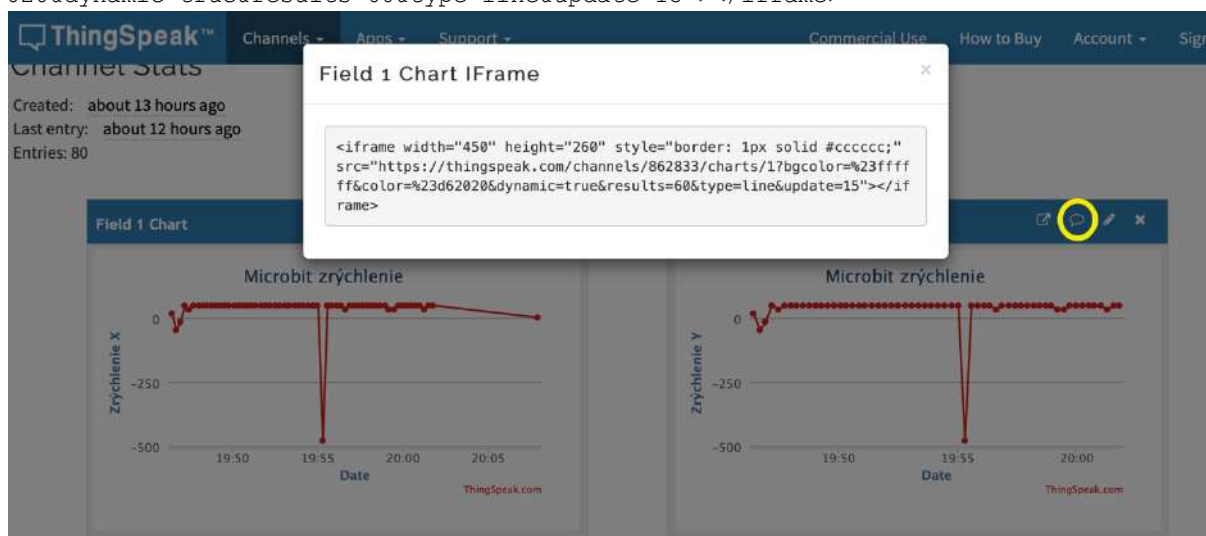 ThingSpeak™ Channels Apps Support Commercial Use How to Buy Account Sign
Channel Stats
Created: about 13 hours ago
Last entry: about 12 hours ago
Entries: 80
Field 1 Chart IFrame
×
<iframe width="450" height="260" style="border: 1px solid #cccccc;"
src="https://thingspeak.com/channels/862833/charts/1?bgcolor=%23ffff
ff&color=%23d62020&dynamic=true&results=60&type=line&update=15"></if
rame>
Field 1 Chart
Microbit zrýchlenie
Zrýchlenie X
0
-250
-500
19:50 19:55 20:00 20:05
Date
ThingSpeak.com
Microbit zrýchlenie
Zrýchlenie Y
0
-250
-500
19:50 19:55 20:00
Date
ThingSpeak.com